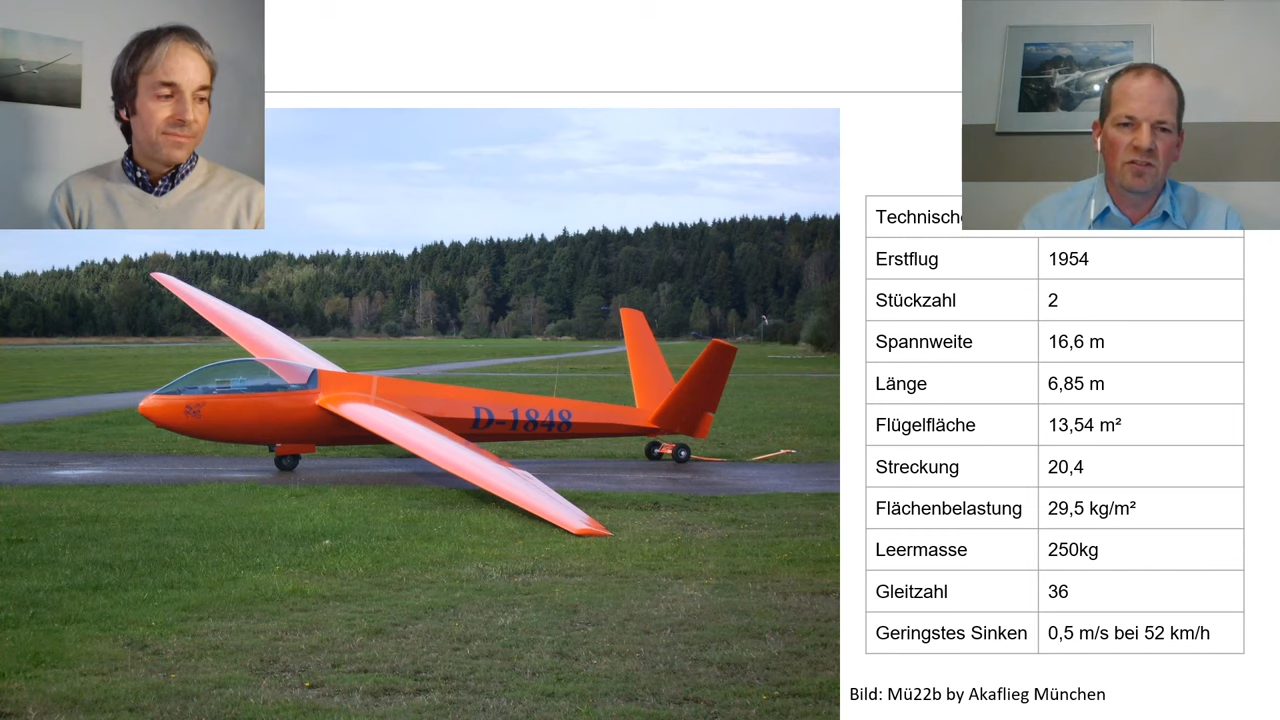 D-1848
Technische
Erstflug 1954
Stückzahl 2
Spannweite 16,6 m
Länge 6,85 m
Flügelfläche 13,54 m²
Streckung 20,4
Flächenbelastung 29,5 kg/m²
Leermasse 250kg
Gleitzahl 36
Geringstes Sinken 0,5 m/s bei 52 km/h
Bild: Mü22b by Akaflieg München